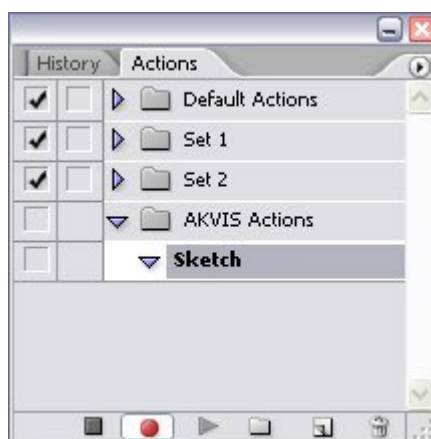 History Actions
Default Actions
Set 1
Set 2
AKVIS Actions
Sketch